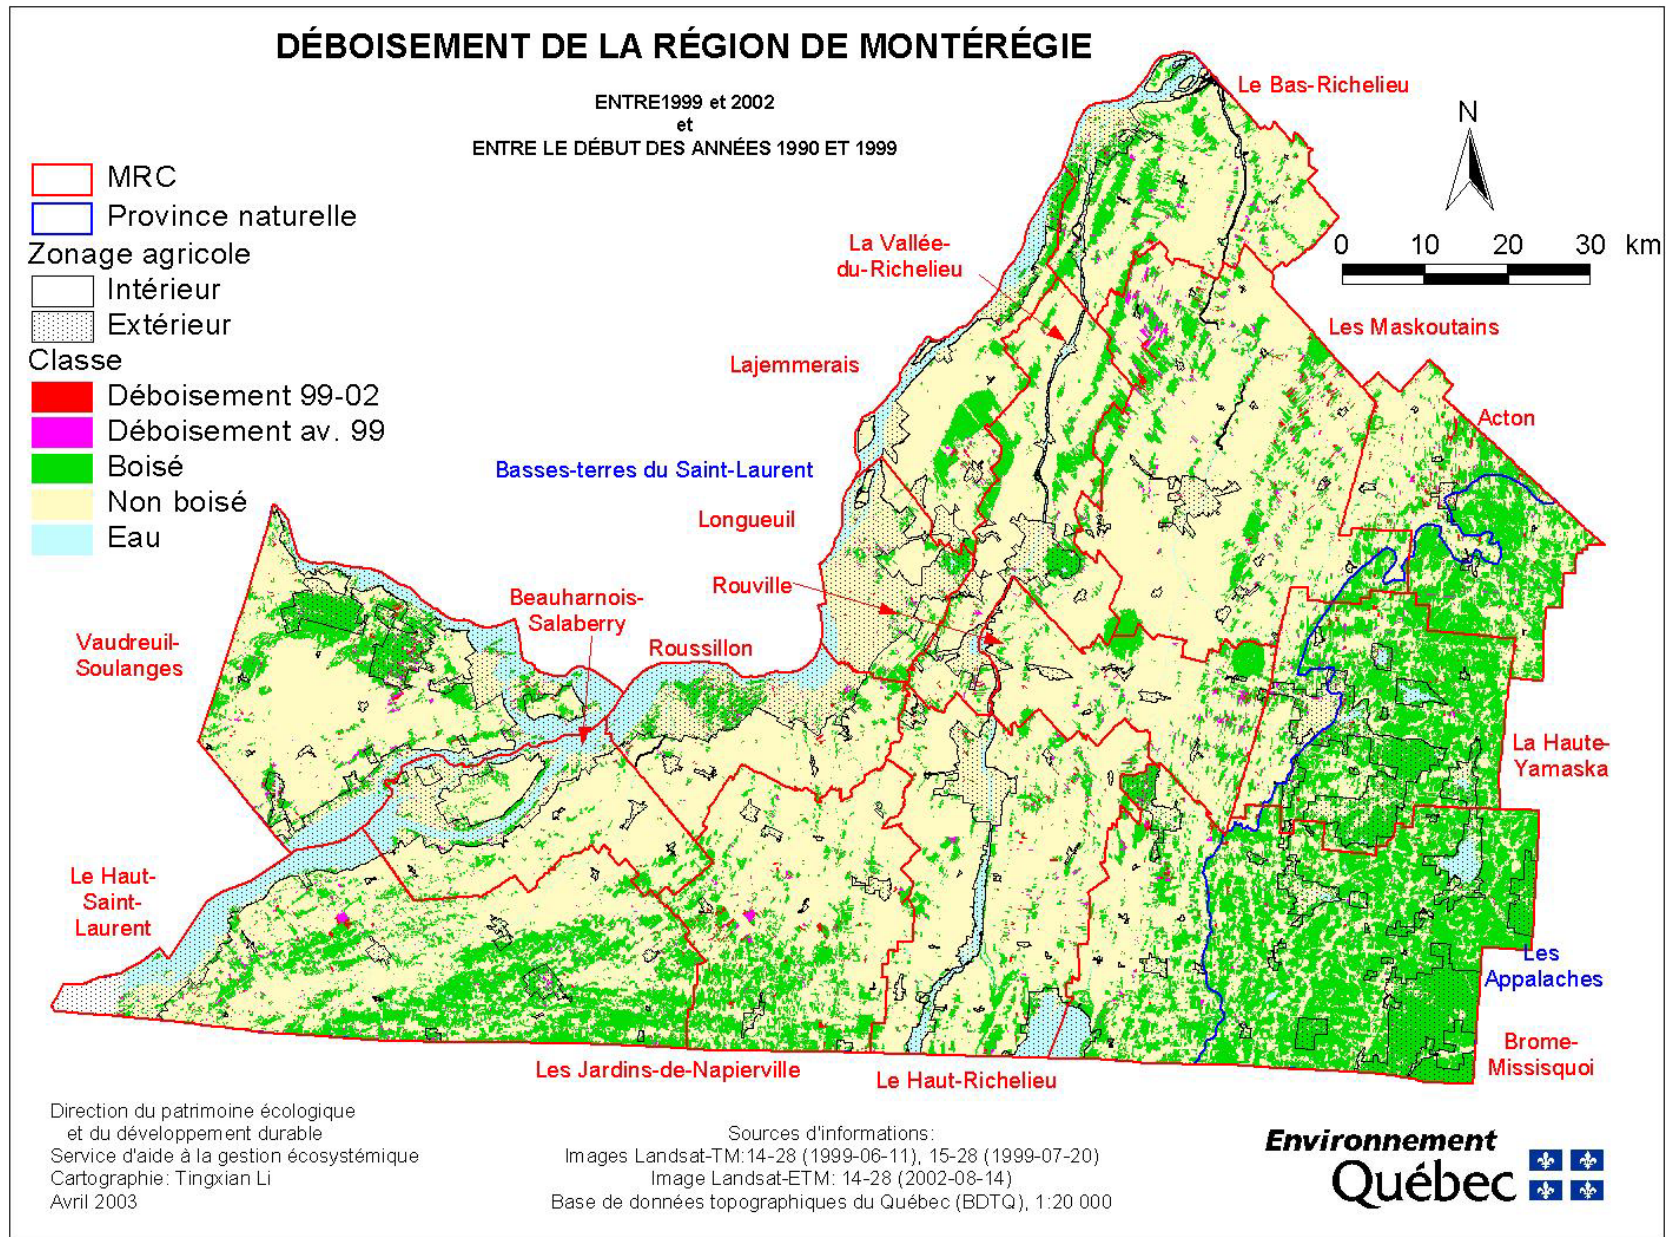 DÉBOISEMENT DE LA RÉGION DE MONTÉRÉGIE
ENTRE1999 et 2002
et
ENTRE LE DÉBUT DES ANNÉES 1990 ET 1999
MRC
Province naturelle
Zonage agricole
Intérieur
Extérieur
Classe
Déboisement 99-02
Déboisement av. 99
Boisé
Non boisé
Eau
N
0 10 20 30 km
Le Bas-Richelieu
La Vallée-
du-Richelieu
Les Maskoutains
Lajemmerais
Acton
Basses-terres du Saint-Laurent
Longueuil
Rouville
Beauharnois-
Salaberry
Roussillon
Vaudreuil-
Soulanges
La Haute-
Yamaska
Le Haut-
Saint-
Laurent
Les
Appalaches
Brome-
Missisquoi
Les Jardins-de-Napierville
Le Haut-Richelieu
Direction du patrimoine écologique
et du développement durable
Service d'aide à la gestion écosystémique
Cartographie: Tingxian Li
Avril 2003
Sources d'informations:
Images Landsat-TM:14-28 (1999-06-11), 15-28 (1999-07-20)
Image Landsat-ETM: 14-28 (2002-08-14)
Base de données topographiques du Québec (BDTQ), 1:20 000
Environnement
Québec